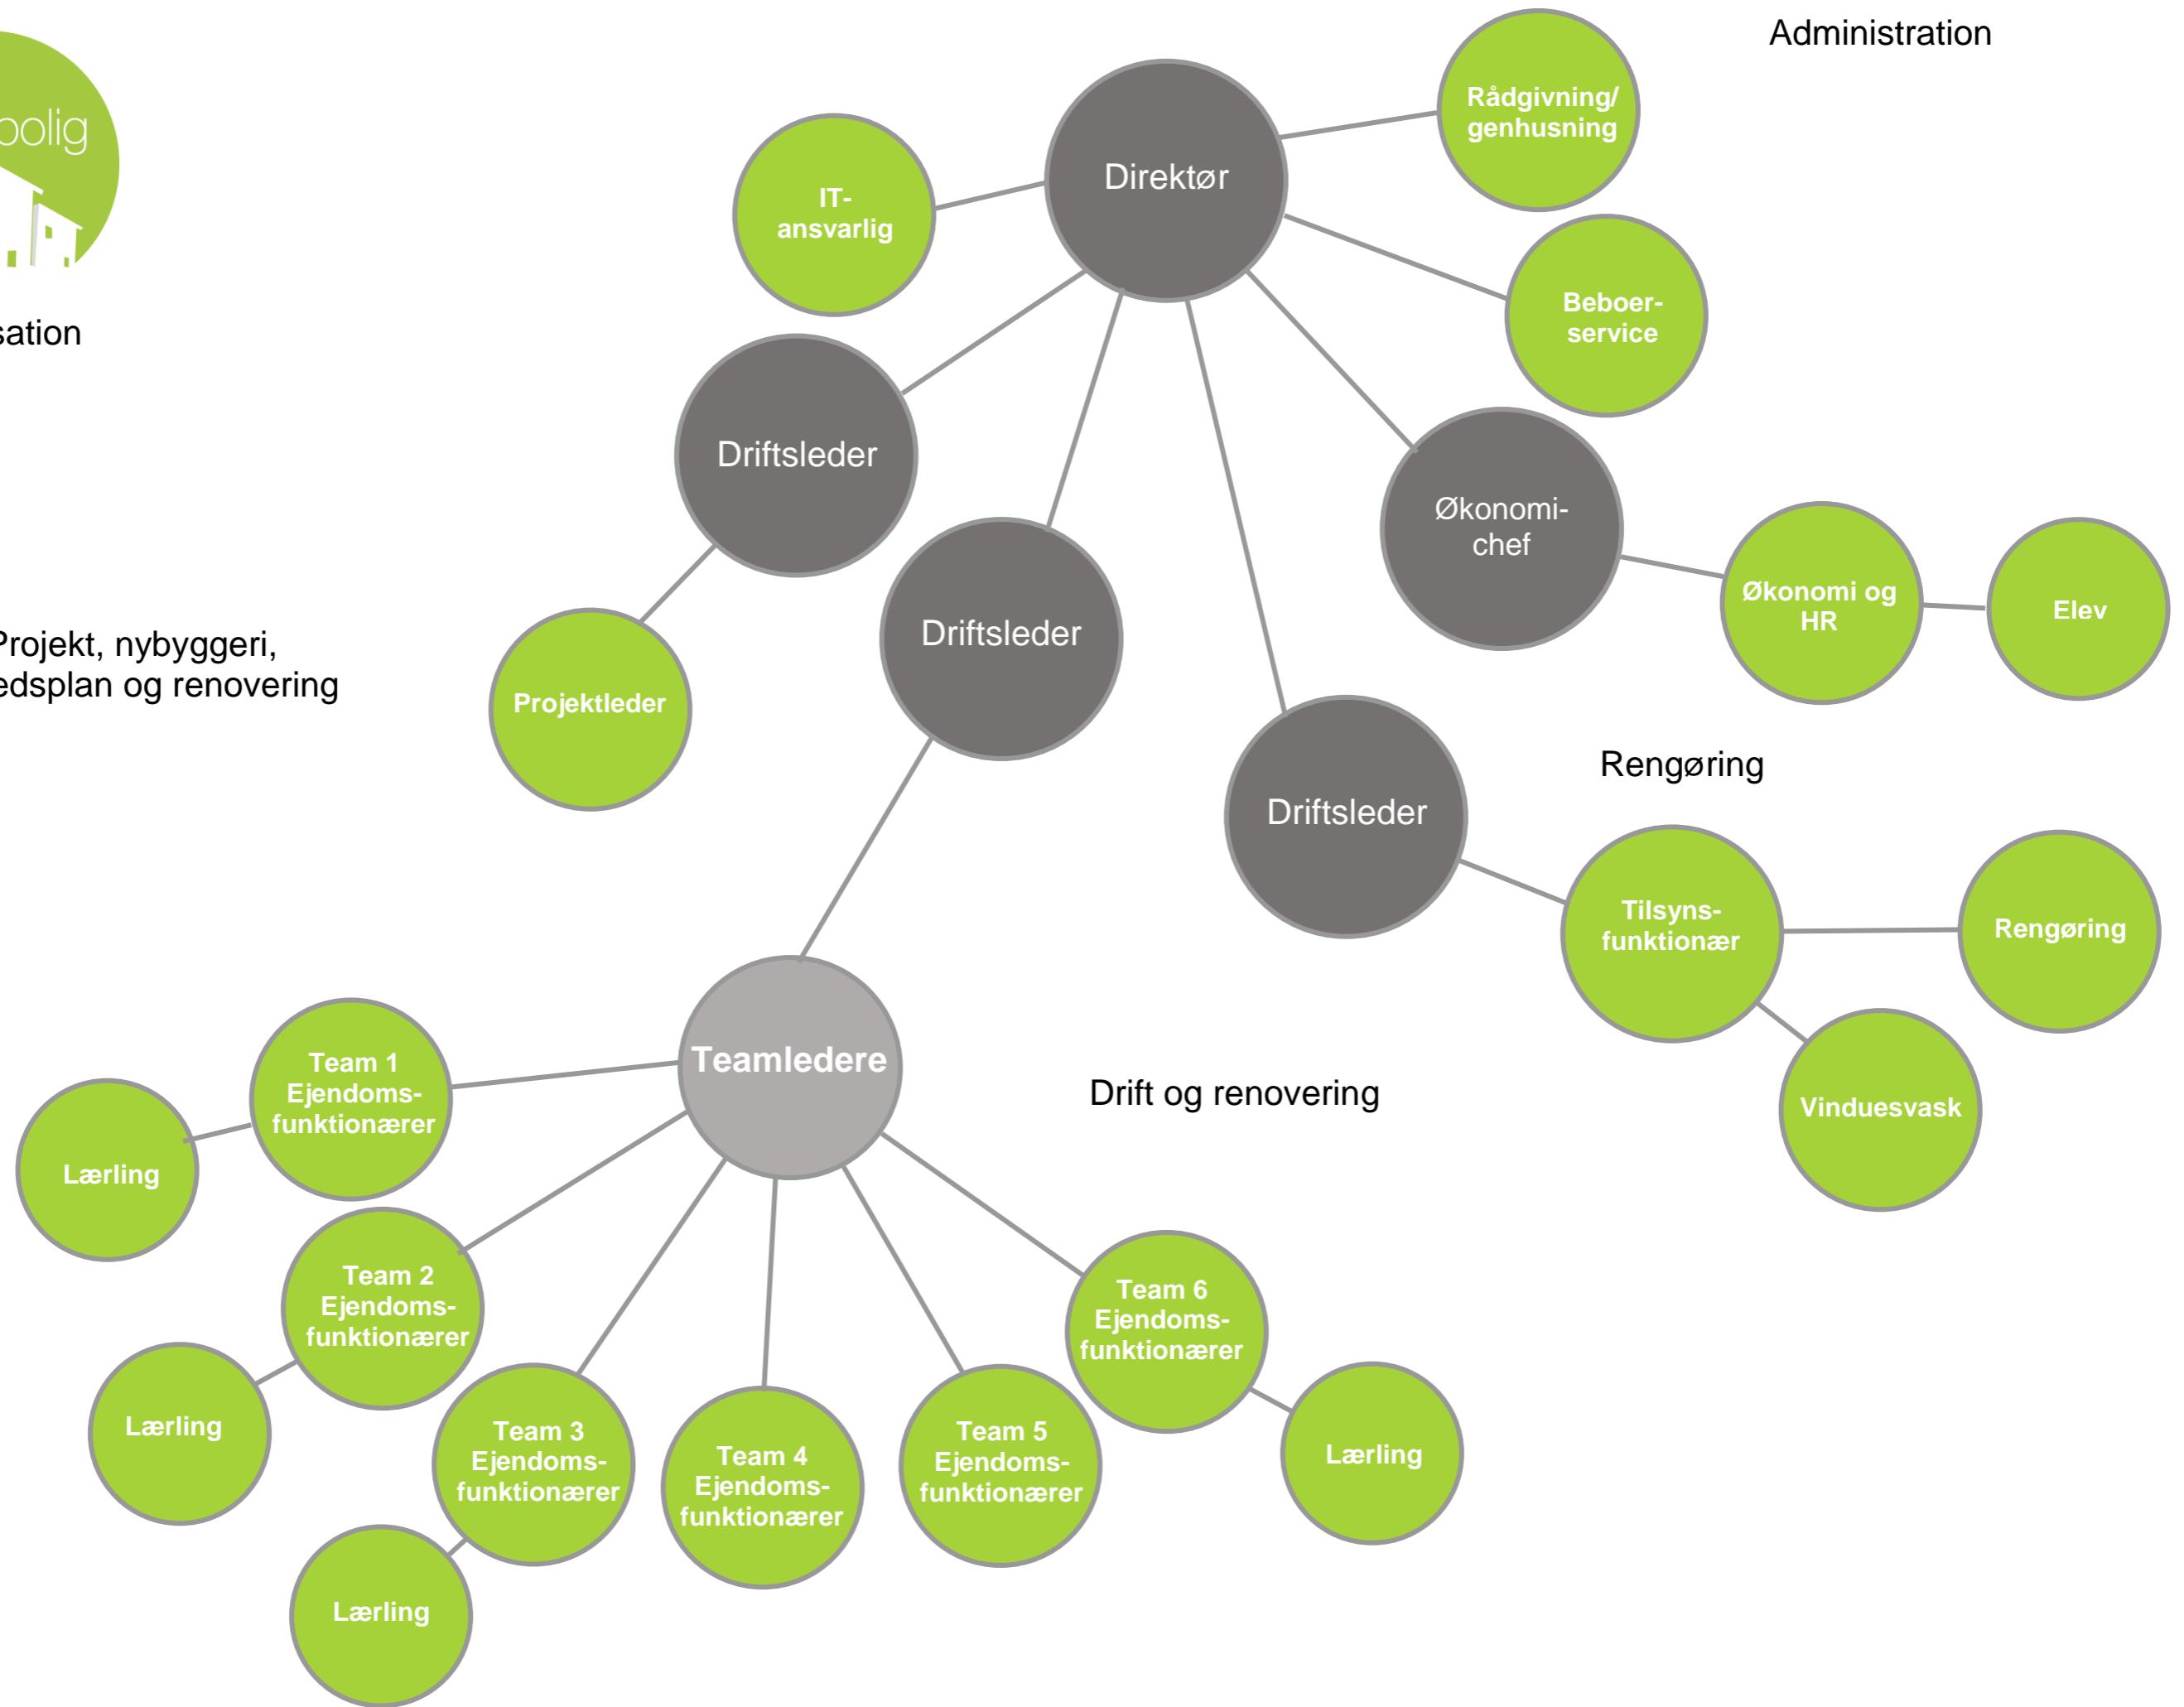 Administration
Rådgivning/
genhusning
Direktør
IT-
ansvarlig
bolig
Beboer-
service
sation
Driftsleder
Økonomi-
chef
Økonomi og
HR
Elev
Driftsleder
Projekt, nybyggeri,
edsplan og renovering
Projektleder
Rengøring
Driftsleder
Tilsyns-
funktionær
Rengøring
Vinduesvask
Teamledere
Drift og renovering
Team 1
Ejendoms-
funktionærer
Lærling
Team 2
Ejendoms-
funktionærer
Lærling
Team 3
Ejendoms-
funktionærer
Lærling
Team 4
Ejendoms-
funktionærer
Team 5
Ejendoms-
funktionærer
Team 6
Ejendoms-
funktionærer
Lærling